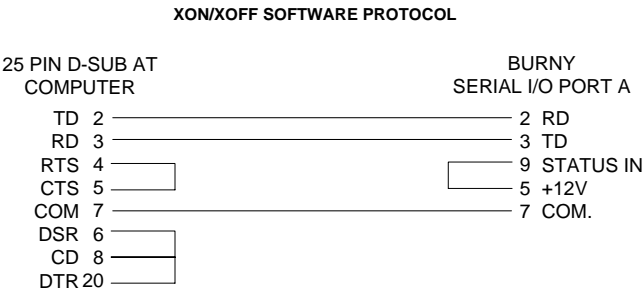 XON/XOFF SOFTWARE PROTOCOL
25 PIN D-SUB AT
COMPUTER
BURNY
SERIAL I/O PORT A
TD 2 2 RD
RD 3 3 TD
RTS 4 9 STATUS IN
CTS 5 5 +12V
COM 7 7 COM.
DSR 6
CD 8
DTR 20